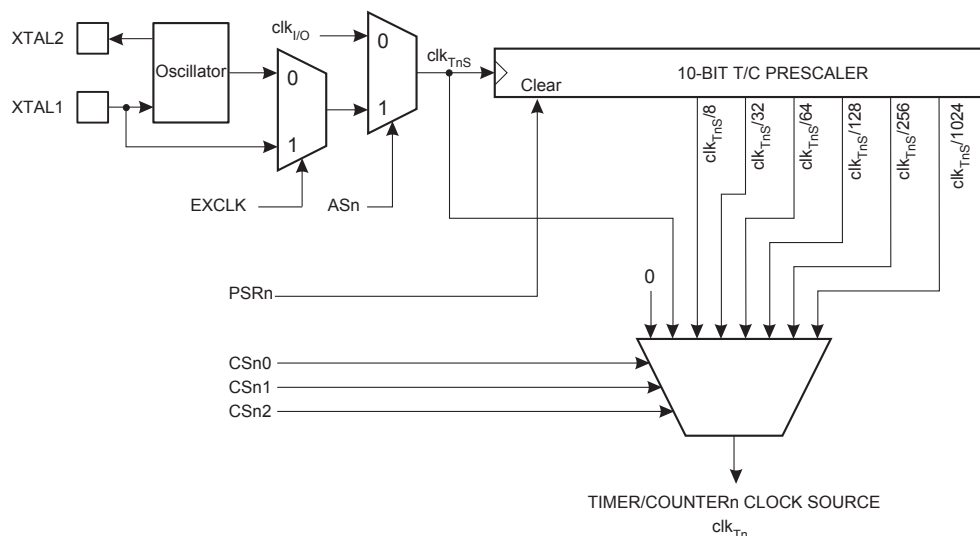 XTAL2
XTAL1
Oscillator
clkI/O
0
1
0
1
EXCLK
ASn
clkTnS
10-BIT T/C PRESCALER
Clear
clkTnS/8
clkTnS/32
clkTnS/64
clkTnS/128
clkTnS/256
clkTnS/1024
PSRn
0
CSn0
CSn1
CSn2
TIMER/COUNTERn CLOCK SOURCE
clkTn